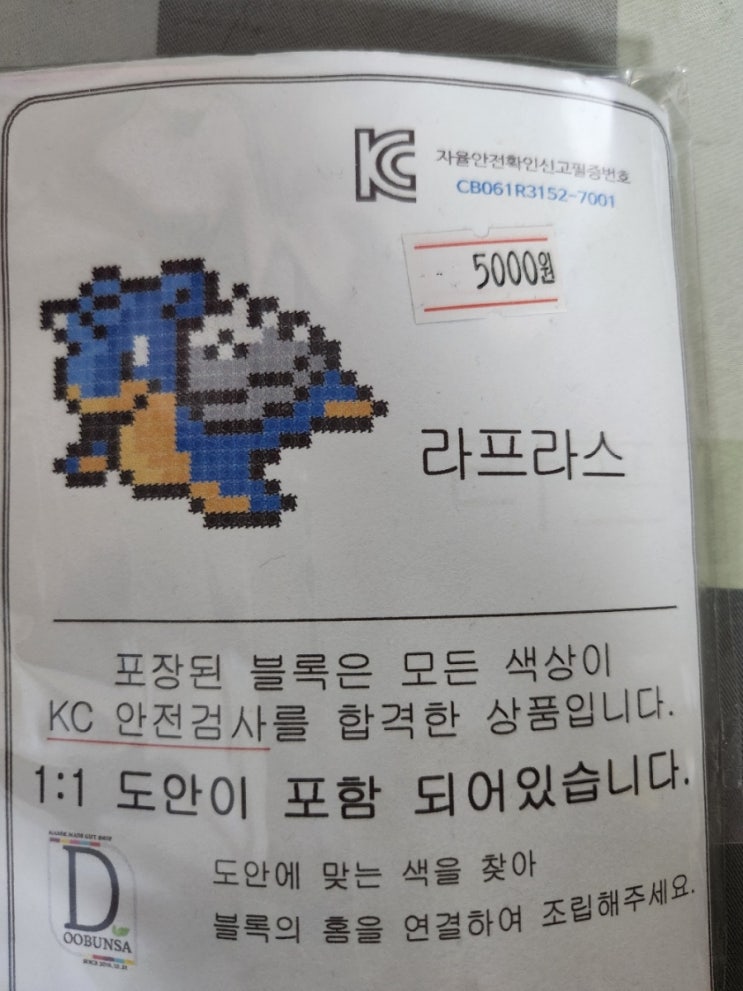 자율안전확인신고필증번호
CB061R3152-7001
5000원
라프라스
포장된 블록은 모든 색상이
KC 안전검사를 합격한 상품입니다.
1:1 도안이 포함 되어있습니다.
도안에 맞는 색을 찾아
블록의 홈을 연결하여 조립해주세요.
D
OOBUNSA